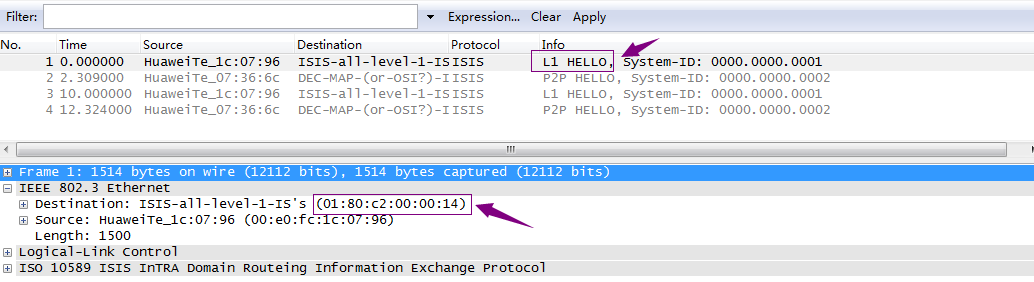 Filter: Expression... Clear Apply
No. Time Source Destination Protocol Info
1 0.000000 HuaweiTe_1c:07:96 ISIS-all-level-1-IS ISIS L1 HELLO, System-ID: 0000.0000.0001
2 2.309000 HuaweiTe_07:36:6c DEC-MAP-(or-OSI?)-I ISIS P2P HELLO, System-ID: 0000.0000.0002
3 10.000000 HuaweiTe_1c:07:96 ISIS-all-level-1-IS ISIS L1 HELLO, System-ID: 0000.0000.0001
4 12.324000 HuaweiTe_07:36:6c DEC-MAP-(or-OSI?)-I ISIS P2P HELLO, System-ID: 0000.0000.0002
Frame 1: 1514 bytes on wire (12112 bits), 1514 bytes captured (12112 bits)
IEEE 802.3 Ethernet
Destination: ISIS-all-level-1-IS's (01:80:c2:00:00:14)
Source: HuaweiTe_1c:07:96 (00:e0:fc:1c:07:96)
Length: 1500
Logical-Link Control
ISO 10589 ISIS InTRA Domain Routeing Information Exchange Protocol